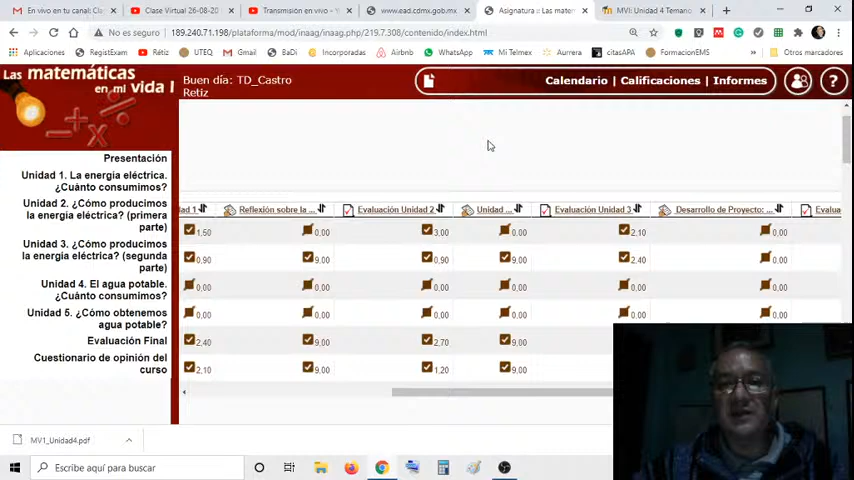 En vivo en tu canal: C
Clase Virtual 26-08-20
Transmisión en vivo - Y
www.ead.cdmx.gob.mx
Asignatura :: Las mate
MVI: Unidad 4 Temario
No es seguro | 189.240.71.198/plataforma/mod/inaag/inaag.php/219.7.308/contenido/index.html
Aplicaciones
RegistExam
UTEQ
Gmail
BaDi
Incorporadas
Airbnb
WhatsApp
Mi Telmex
Library
citasAPA
FormacionEMS
Otros marcadores
Las matemáticas
en mi vida I
Buen día: TD_Castro
Retiz
Calendario | Calificaciones | Informes
?
Presentación
Unidad 1. La energía eléctrica.
¿Cuánto consumimos?
Unidad 2. ¿Cómo producimos
la energía eléctrica? (primera
parte)
Unidad 3. ¿Cómo producimos
la energía eléctrica? (segunda
parte)
Unidad 4. El agua potable.
¿Cuánto consumimos?
Unidad 5. ¿Cómo obtenemos
agua potable?
Evaluación Final
Cuestionario de opinión del
curso
dad 1 Reflexión sobre la ... Evaluación Unidad 2 Unidad ... Evaluación Unidad 3 Desarrollo de Proyecto: ... Evalua
1.50 0.00 3.00 0.00 2.10 0.00
0.90 9.00 0.90 9.00 2.40 0.00
0.00 0.00 0.00 0.00 0.00 0.00
0.00 0.00 0.00 0.00 0.00 0.00
2.40 9.00 2.70 9.00
2.10 9.00 1.20 9.00
MV1_Unidad4.pdf
Escribe aquí para buscar